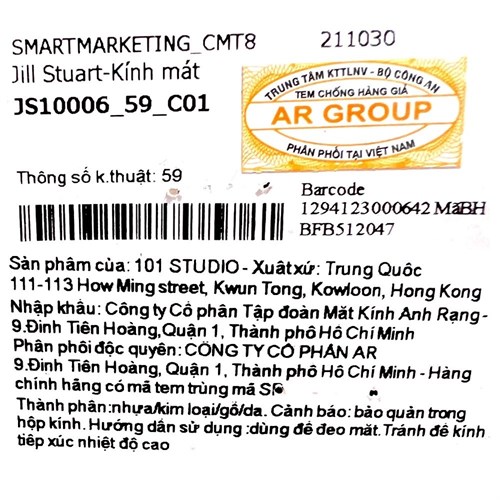 SMARTMARKETING_CMT8
211030
Jill Stuart-Kính mát
JS10006_59_C01
TRUNG TÂM KTTLNV - BỘ CÔNG AN
TEM CHỐNG HÀNG GIẢ
AR GROUP
PHÂN PHỐI TẠI VIỆT NAM
Thông số k.thuật: 59
Barcode
1294123000642 MãBH
BFB512047
Sản phẩm của: 101 STUDIO - Xuất xứ: Trung Quốc
111-113 How Ming street, Kwun Tong, Kowloon, Hong Kong
Nhập khẩu: Công ty Cổ phần Tập đoàn Mắt Kính Anh Rạng -
9.Đinh Tiên Hoàng,Quận 1, Thành phố Hồ Chí Minh
Phân phối độc quyền: CÔNG TY CỔ PHẦN AR
9.Đinh Tiên Hoàng, Quận 1, Thành phố Hồ Chí Minh - Hàng
chính hãng có mã tem trùng mã SP
Thành phần:nhựa/kim loại/gỗ/da. Cảnh báo: bảo quản trong
hộp kính. Hướng dẫn sử dụng :dùng để đeo mắt.Tránh để kính
tiếp xúc nhiệt độ cao